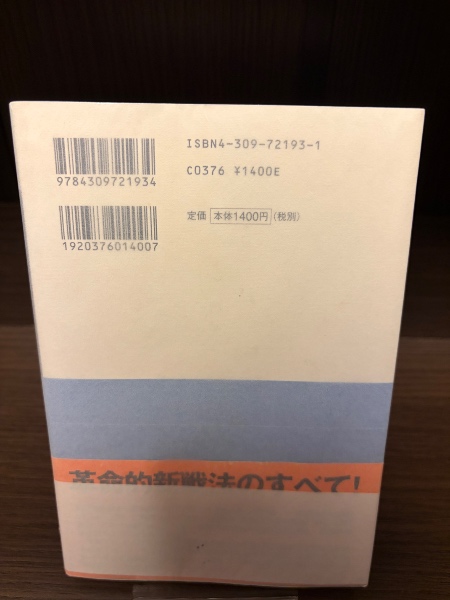 ISBN4-309-72193-1
C0376 ¥1400E
9784309721934
定価 本体1400円(税別)
1920376014007
革命的新戦法のすべて!